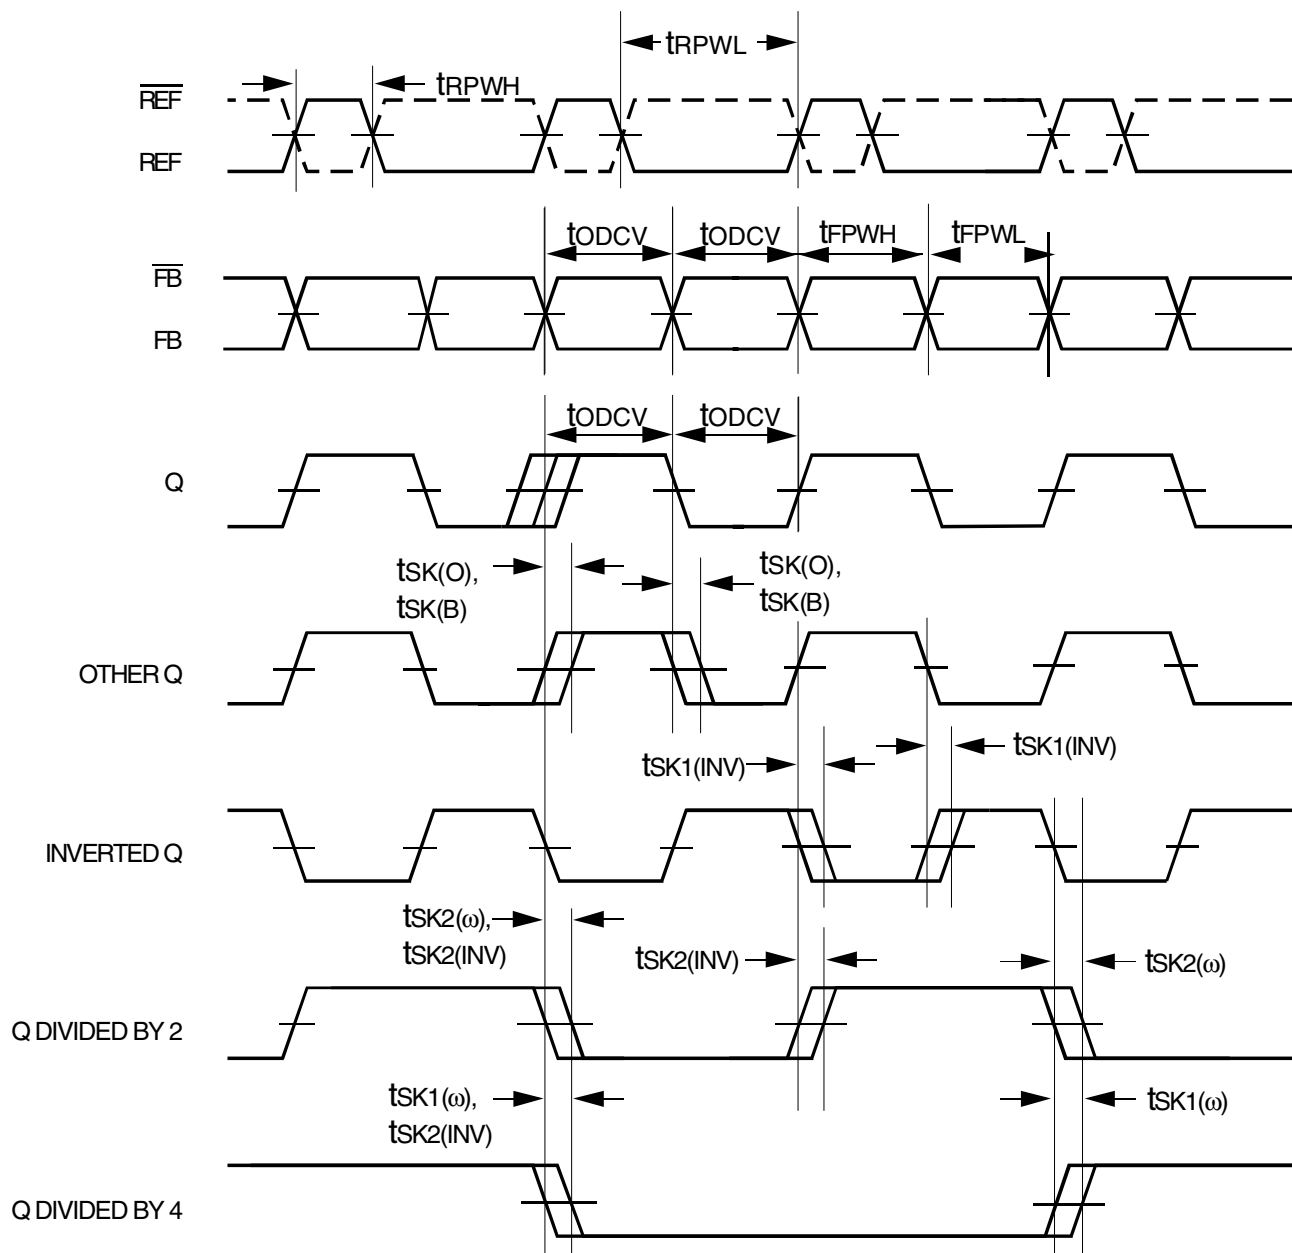 tRPWL
tRPWH
REF
REF
tODCV tODCV tFPWH tFPWL
FB
FB
tODCV tODCV
Q
tSK(O),
tSK(B)
tSK(O),
tSK(B)
OTHER Q
tSK1(INV)
tSK1(INV)
INVERTED Q
tSK2(ω),
tSK2(INV)
tSK2(INV)
tSK2(ω)
Q DIVIDED BY 2
tSK1(ω),
tSK2(INV)
tSK1(ω)
Q DIVIDED BY 4